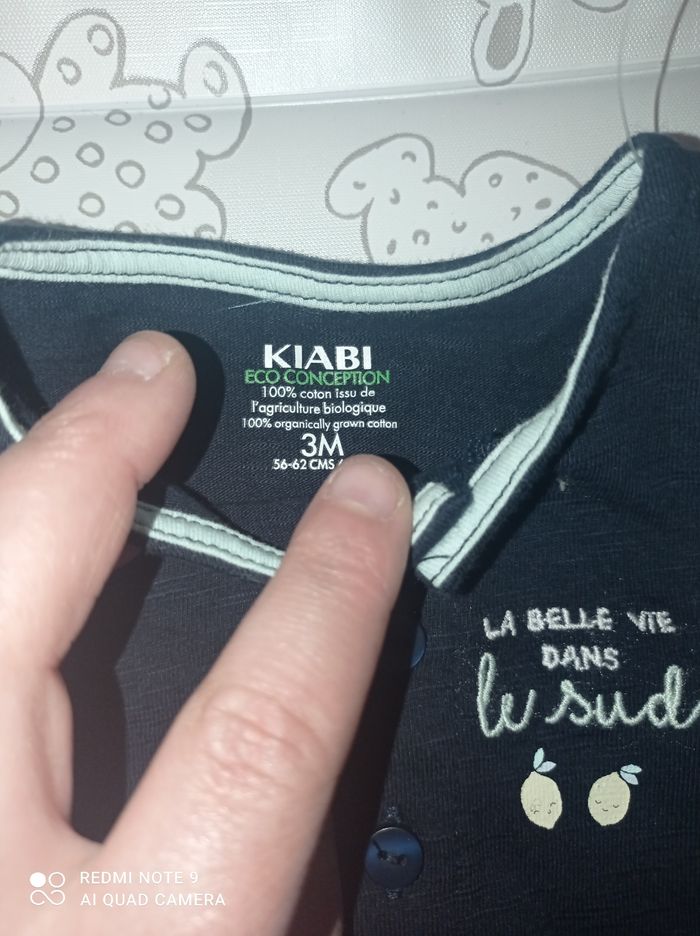 KIABI
ECO CONCEPTION
100% coton issu de
l'agriculture biologique
100% organically grown cotton
3M
56-62 CMS
LA BELLE VIE
DANS
le sud
REDMI NOTE 9
AI QUAD CAMERA